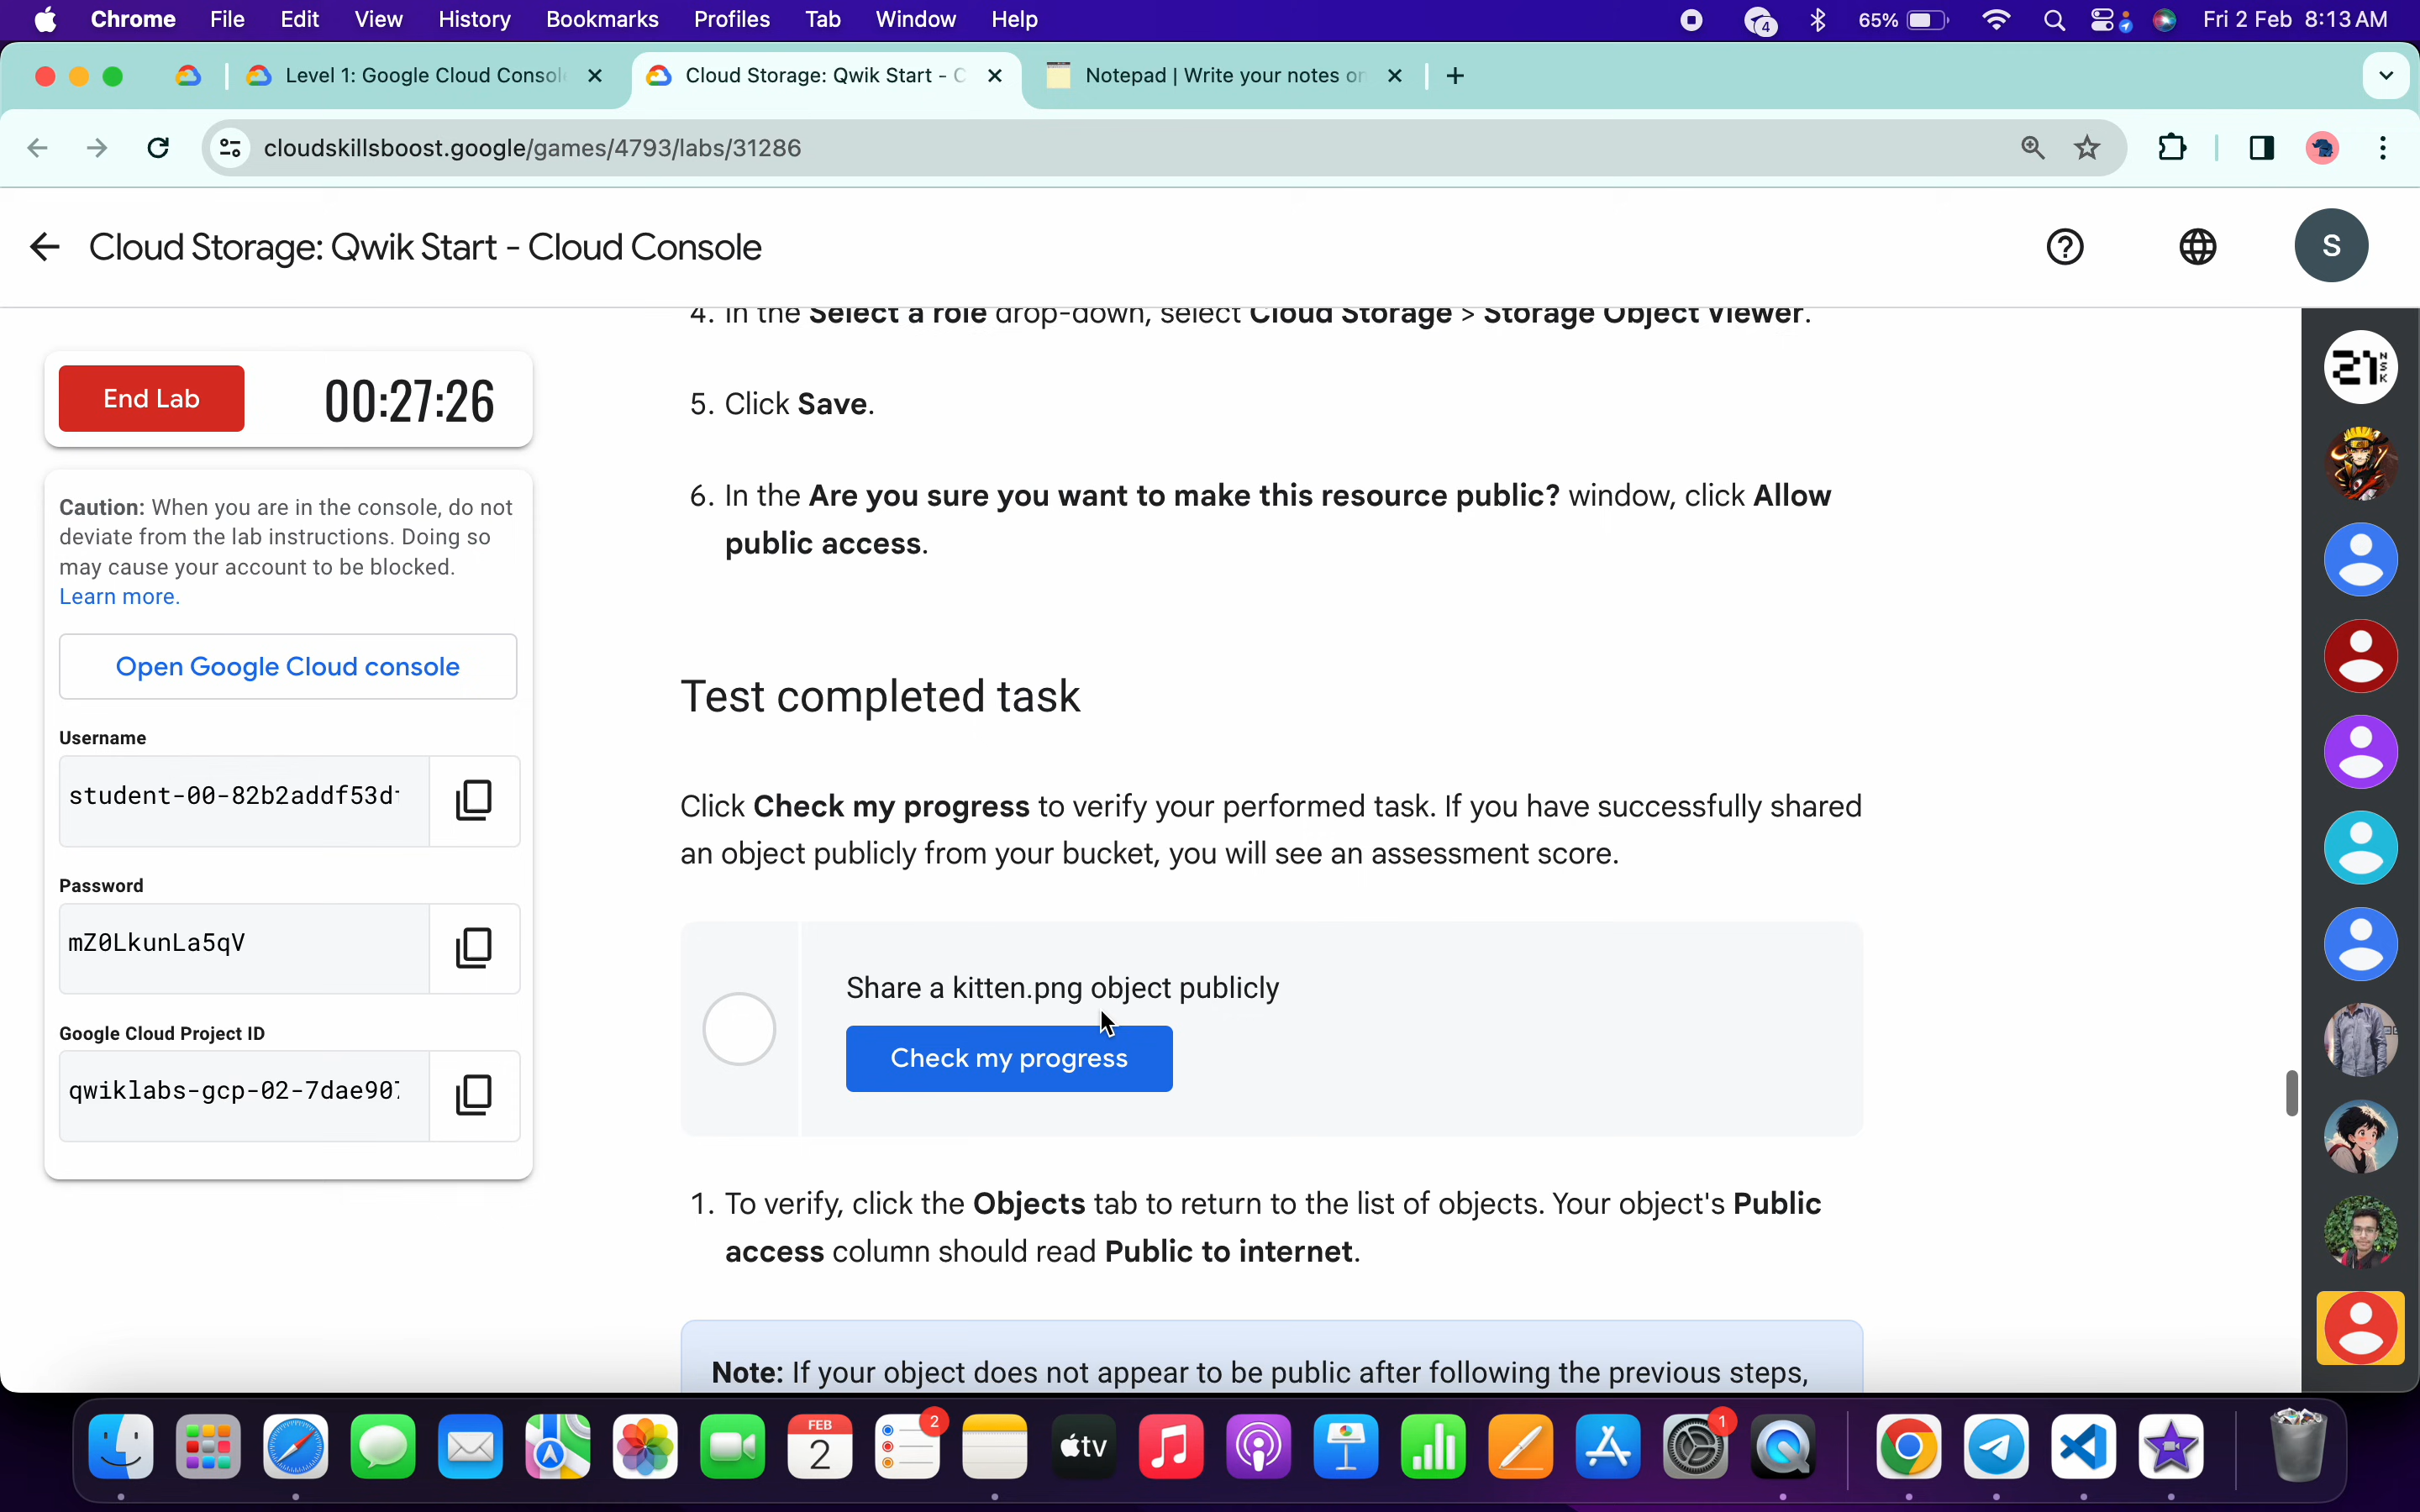 Chrome File Edit View History Bookmarks Profiles Tab Window Help 4 65% Fri 2 Feb 8:13 AM
Level 1: Google Cloud Consol Cloud Storage: Qwik Start - C Notepad | Write your notes on
cloudskillsboost.google/games/4793/labs/31286
Cloud Storage: Qwik Start - Cloud Console
S
4. In the Select a role drop-down, select Cloud Storage > Storage Object Viewer.
End Lab 00:27:26
5. Click Save.
Caution: When you are in the console, do not
deviate from the lab instructions. Doing so
may cause your account to be blocked.
Learn more.
6. In the Are you sure you want to make this resource public? window, click Allow
public access.
Open Google Cloud console
Test completed task
Username
student-00-82b2addf53d
Click Check my progress to verify your performed task. If you have successfully shared
an object publicly from your bucket, you will see an assessment score.
Password
mZ0LkunLa5qV
Share a kitten.png object publicly
Check my progress
Google Cloud Project ID
qwiklabs-gcp-02-7dae907
1. To verify, click the Objects tab to return to the list of objects. Your object's Public
access column should read Public to internet.
Note: If your object does not appear to be public after following the previous steps,
21 NSK
FEB
2
2
tv
1